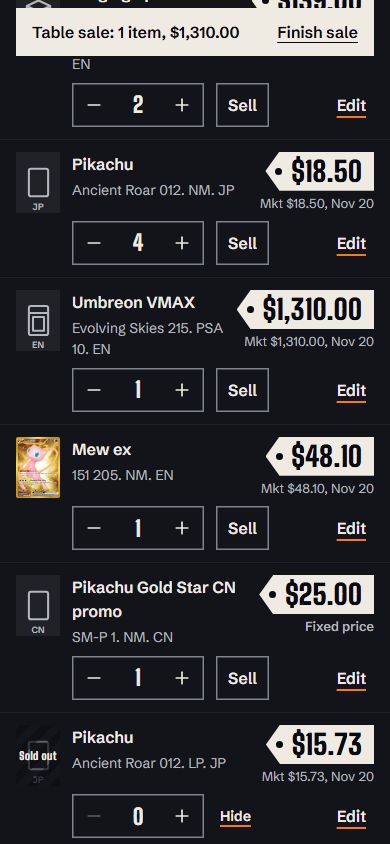 $139.00
Table sale: 1 item, $1,310.00 Finish sale
EN
− 2 + Sell Edit
Pikachu $18.50
JP Ancient Roar 012. NM. JP Mkt $18.50, Nov 20
− 4 + Sell Edit
Umbreon VMAX $1,310.00
Evolving Skies 215. PSA Mkt $1,310.00, Nov 20
EN 10. EN
− 1 + Sell Edit
Mew ex $48.10
151 205. NM. EN Mkt $48.10, Nov 20
− 1 + Sell Edit
Pikachu Gold Star CN $25.00
promo
CN SM-P 1. NM. CN Fixed price
− 1 + Sell Edit
Pikachu $15.73
Sold out Ancient Roar 012. LP. JP Mkt $15.73, Nov 20
JP
− 0 + Hide Edit